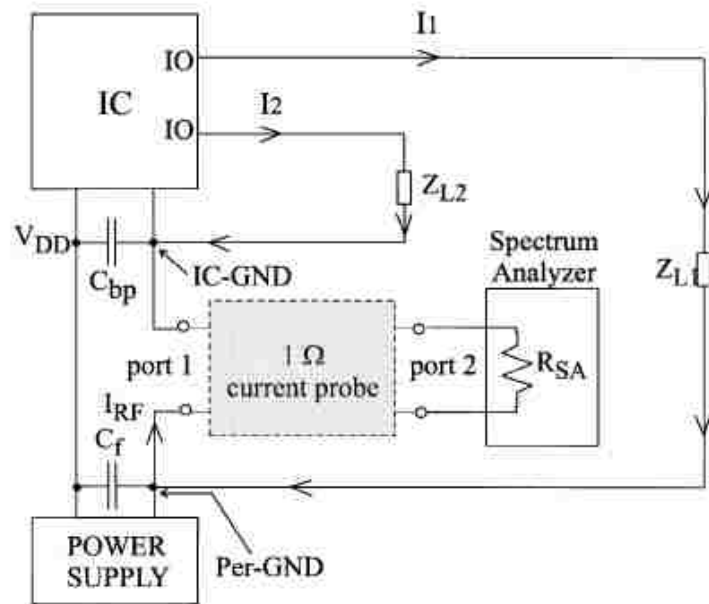 I1
IO
IC
I2
IO
ZL2
VDD
Spectrum
Analyzer
ZL1
Cbp
IC-GND
port 1
1 Ω
current probe
port 2
RSA
IRF
Cf
POWER
SUPPLY
Per-GND